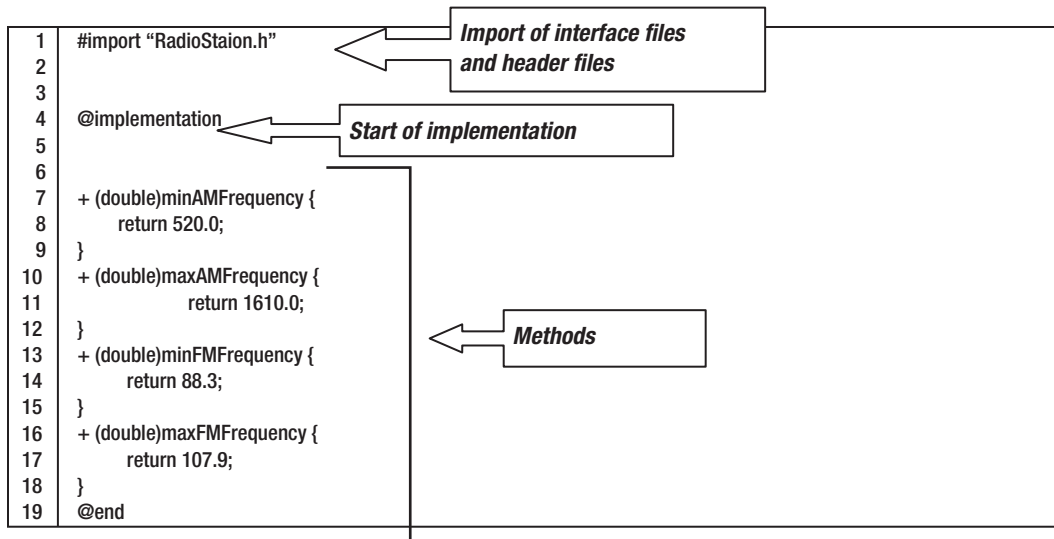 1 #import “RadioStaion.h”
Import of interface files
and header files
2
3
4 @implementation
Start of implementation
5
6
7 + (double)minAMFrequency {
8 return 520.0;
9 }
10 + (double)maxAMFrequency {
11 return 1610.0;
12 }
Methods
13 + (double)minFMFrequency {
14 return 88.3;
15 }
16 + (double)maxFMFrequency {
17 return 107.9;
18 }
19 @end